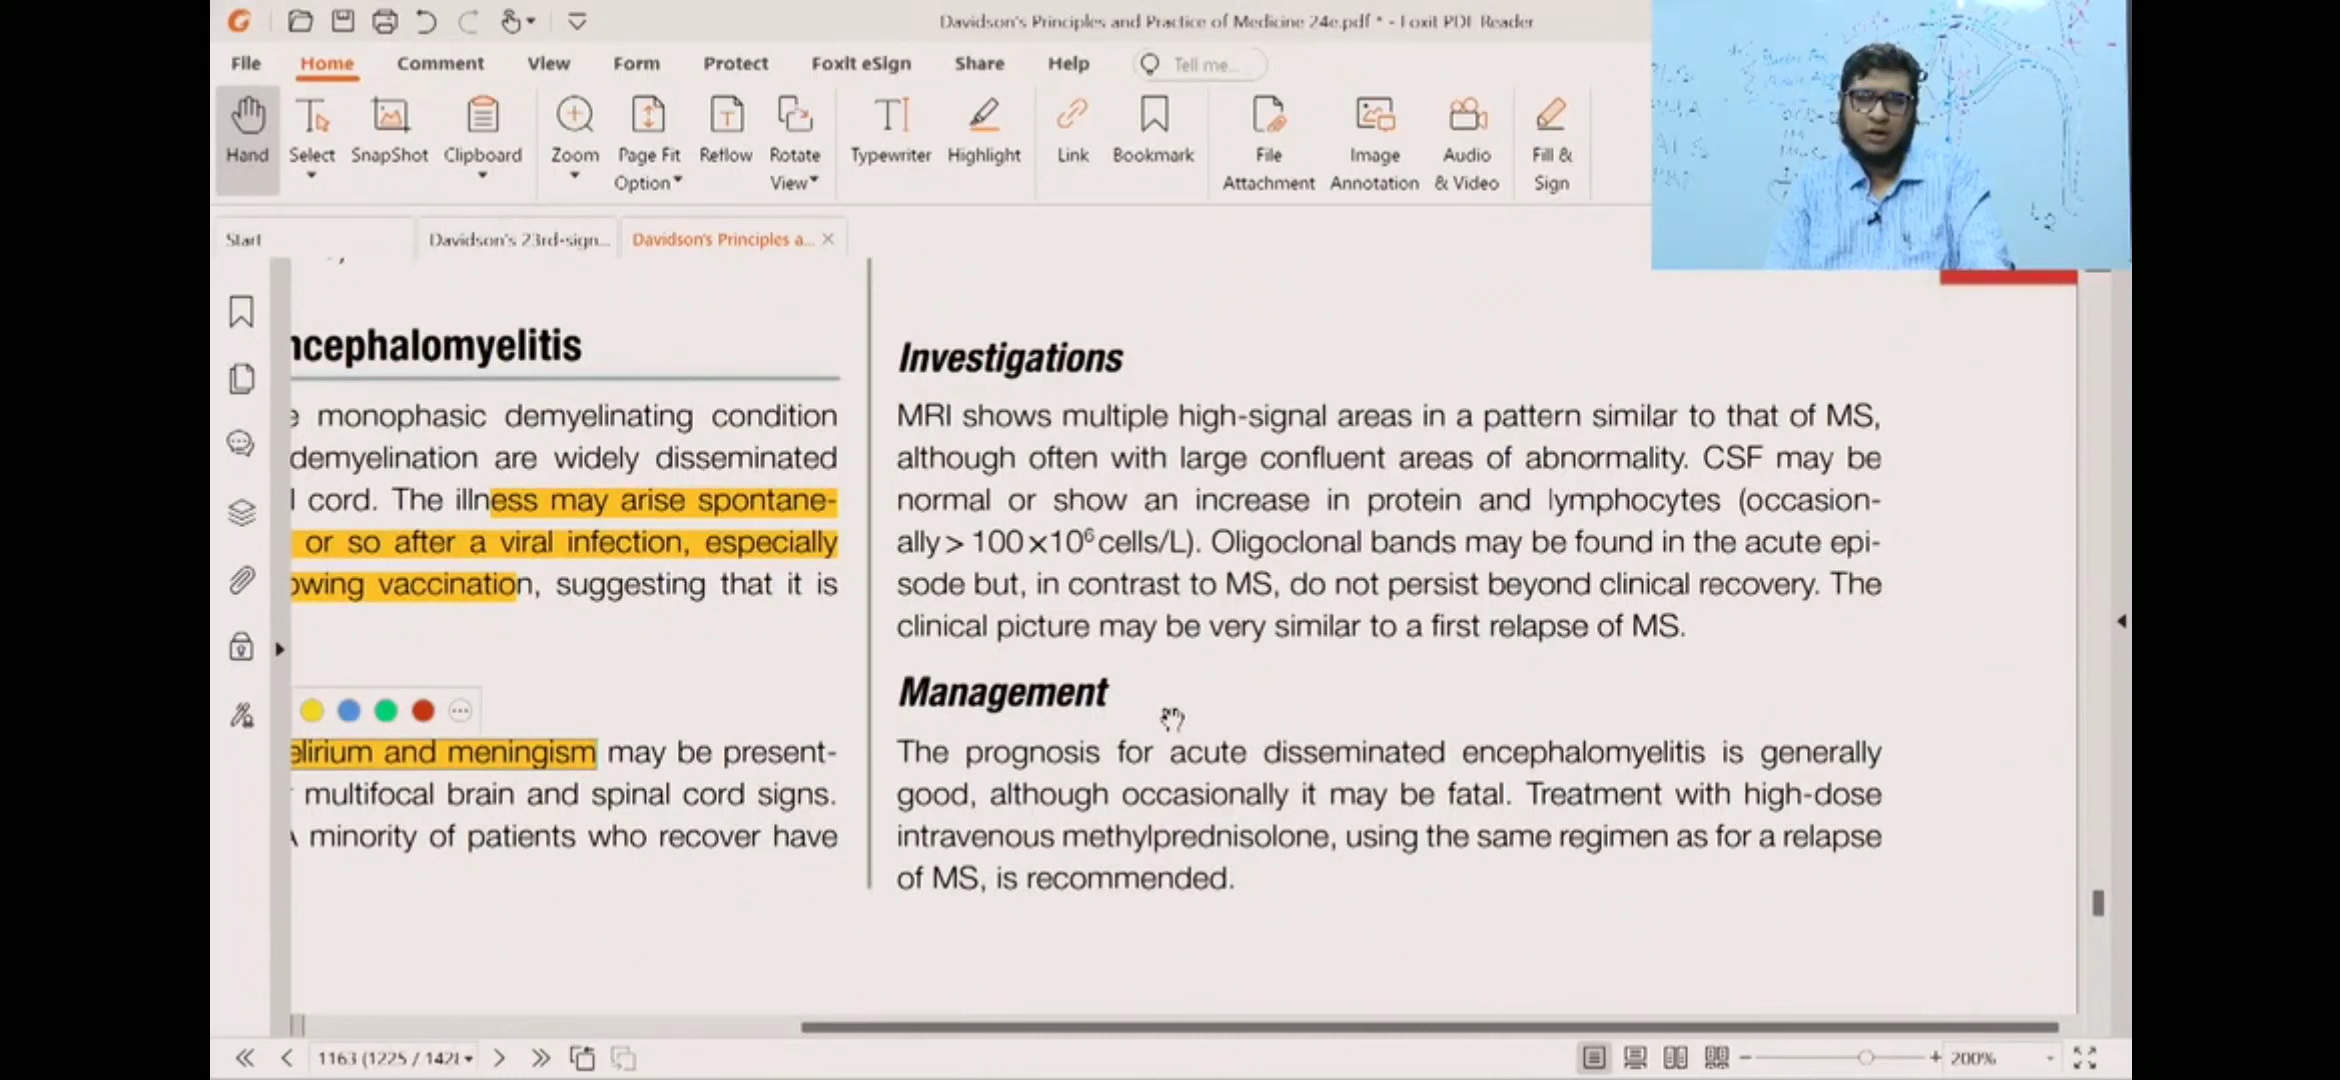 Davidson's Principles and Practice of Medicine 24e.pdf * - Foxit PDF Reader
File Home Comment View Form Protect Foxit eSign Share Help Tell me...
Hand Select SnapShot Clipboard Zoom Page Fit Option Reflow Rotate View Typewriter Highlight Link Bookmark File Attachment Image Annotation Audio & Video Fill & Sign
Start Davidson's 23rd-sign... Davidson's Principles a...
ncephalomyelitis
e monophasic demyelinating condition
demyelination are widely disseminated
l cord. The illness may arise spontane-
or so after a viral infection, especially
owing vaccination, suggesting that it is
elirium and meningism may be present-
multifocal brain and spinal cord signs.
A minority of patients who recover have
Investigations
MRI shows multiple high-signal areas in a pattern similar to that of MS,
although often with large confluent areas of abnormality. CSF may be
normal or show an increase in protein and lymphocytes (occasion-
ally > 100×10⁶ cells/L). Oligoclonal bands may be found in the acute epi-
sode but, in contrast to MS, do not persist beyond clinical recovery. The
clinical picture may be very similar to a first relapse of MS.
Management
The prognosis for acute disseminated encephalomyelitis is generally
good, although occasionally it may be fatal. Treatment with high-dose
intravenous methylprednisolone, using the same regimen as for a relapse
of MS, is recommended.
1163 (1225 / 142 200%